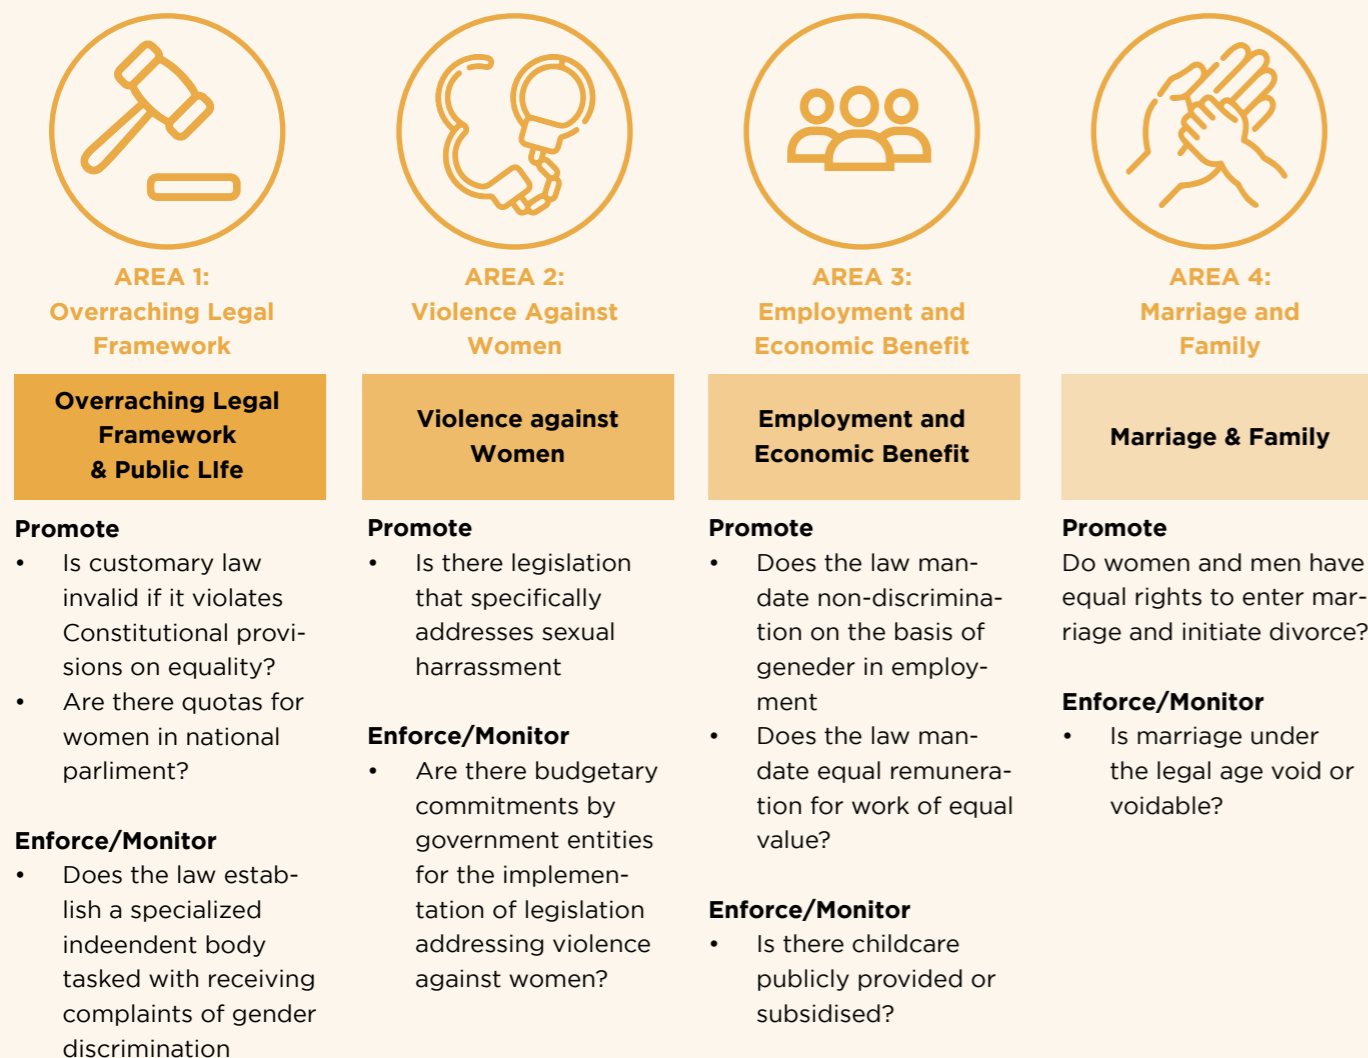 AREA 1:
Overraching Legal
Framework
Overraching Legal
Framework
& Public LIfe
Promote
• Is customary law
invalid if it violates
Constitutional provi-
sions on equality?
• Are there quotas for
women in national
parliment?
Enforce/Monitor
• Does the law estab-
lish a specialized
indeendent body
tasked with receiving
complaints of gender
discrimination
AREA 2:
Violence Against
Women
Violence against
Women
Promote
• Is there legislation
that specifically
addresses sexual
harrassment
Enforce/Monitor
• Are there budgetary
commitments by
government entities
for the implemen-
tation of legislation
addressing violence
against women?
AREA 3:
Employment and
Economic Benefit
Employment and
Economic Benefit
Promote
• Does the law man-
date non-discrimina-
tion on the basis of
geneder in employ-
ment
• Does the law man-
date equal remunera-
tion for work of equal
value?
Enforce/Monitor
• Is there childcare
publicly provided or
subsidised?
AREA 4:
Marriage and
Family
Marriage & Family
Promote
Do women and men have
equal rights to enter mar-
riage and initiate divorce?
Enforce/Monitor
• Is marriage under
the legal age void or
voidable?